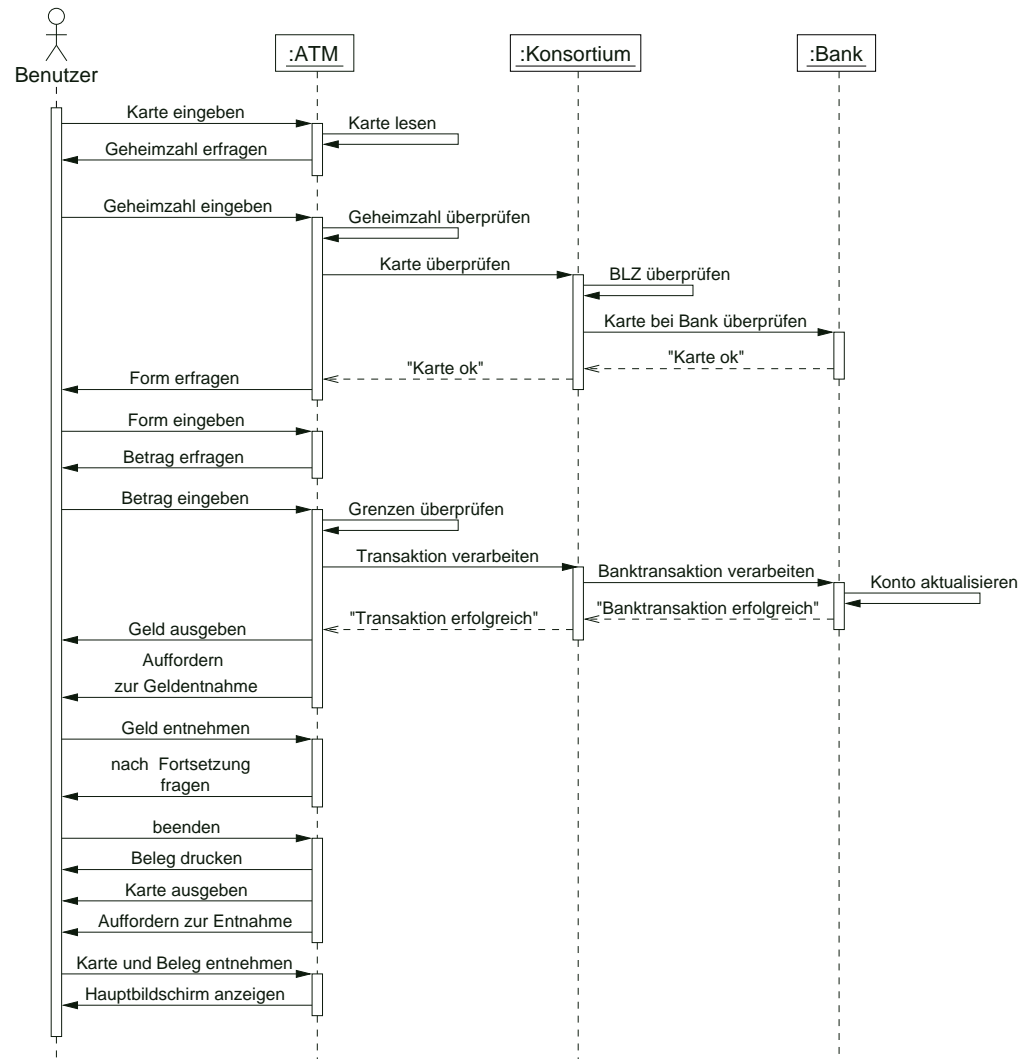 Benutzer
:ATM
:Konsortium
:Bank
Karte eingeben
Karte lesen
Geheimzahl erfragen
Geheimzahl eingeben
Geheimzahl überprüfen
Karte überprüfen
BLZ überprüfen
Karte bei Bank überprüfen
"Karte ok"
"Karte ok"
Form erfragen
Form eingeben
Betrag erfragen
Betrag eingeben
Grenzen überprüfen
Transaktion verarbeiten
Banktransaktion verarbeiten
Konto aktualisieren
"Banktransaktion erfolgreich"
"Transaktion erfolgreich"
Geld ausgeben
Auffordern
zur Geldentnahme
Geld entnehmen
nach Fortsetzung
fragen
beenden
Beleg drucken
Karte ausgeben
Auffordern zur Entnahme
Karte und Beleg entnehmen
Hauptbildschirm anzeigen